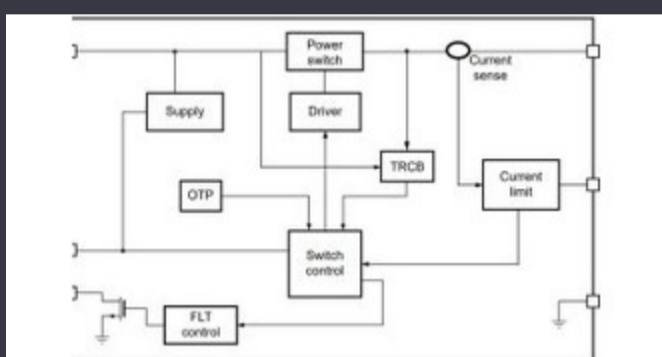 Power
switch
Current
sense
Supply
Driver
TRCB
Current
limit
OTP
Switch
control
FLT
control